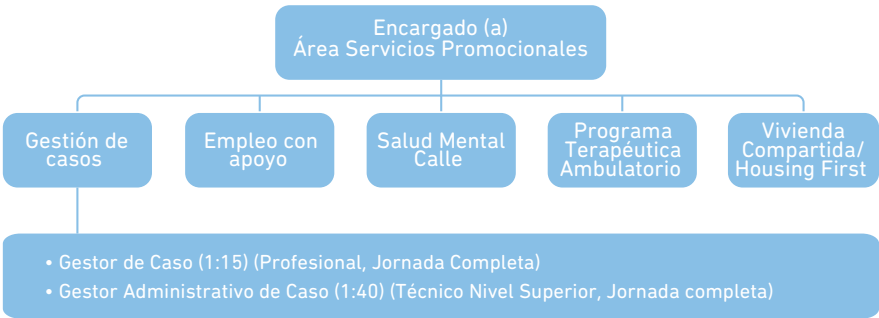 Encargado (a)
Área Servicios Promocionales
Gestión de
casos
Empleo con
apoyo
Salud Mental
Calle
Programa
Terapéutica
Ambulatorio
Vivienda
Compartida/
Housing First
• Gestor de Caso (1:15) (Profesional, Jornada Completa)
• Gestor Administrativo de Caso (1:40) (Técnico Nivel Superior, Jornada completa)